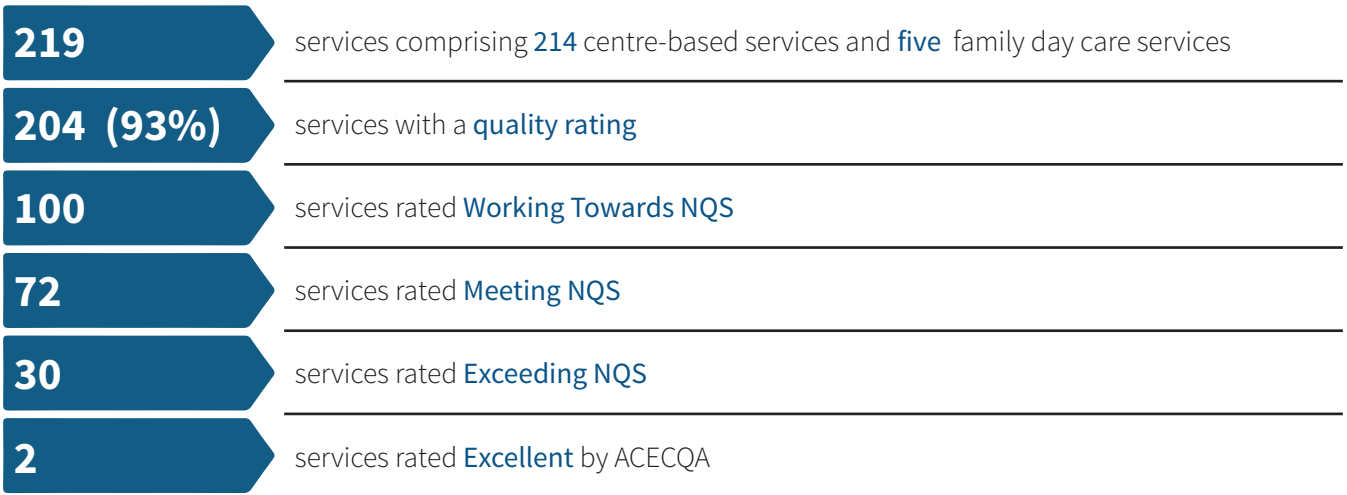 219 services comprising 214 centre-based services and five family day care services
204 (93%) services with a quality rating
100 services rated Working Towards NQS
72 services rated Meeting NQS
30 services rated Exceeding NQS
2 services rated Excellent by ACECQA